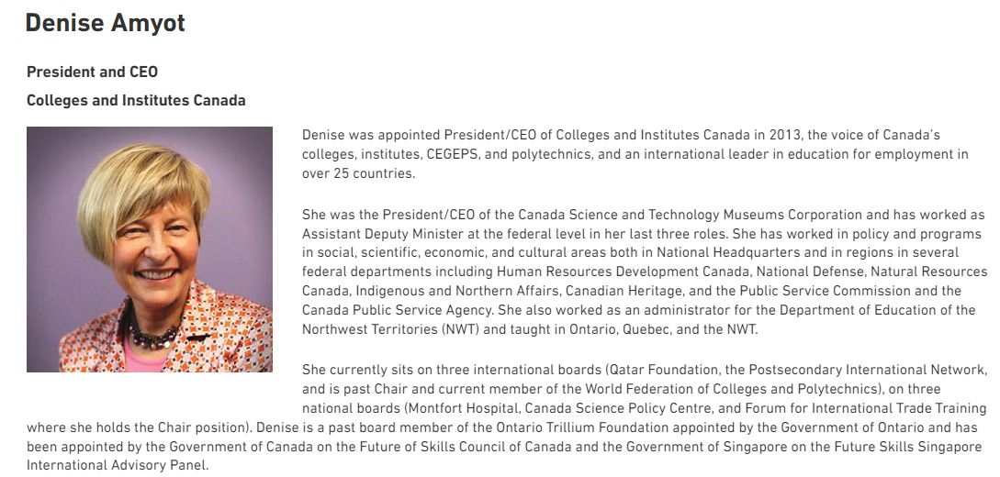 Denise Amyot
President and CEO
Colleges and Institutes Canada
Denise was appointed President/CEO of Colleges and Institutes Canada in 2013, the voice of Canada's
colleges, institutes, CEGEPS, and polytechnics, and an international leader in education for employment in
over 25 countries.
She was the President/CEO of the Canada Science and Technology Museums Corporation and has worked as
Assistant Deputy Minister at the federal level in her last three roles. She has worked in policy and programs
in social, scientific, economic, and cultural areas both in National Headquarters and in regions in several
federal departments including Human Resources Development Canada, National Defense, Natural Resources
Canada, Indigenous and Northern Affairs, Canadian Heritage, and the Public Service Commission and the
Canada Public Service Agency. She also worked as an administrator for the Department of Education of the
Northwest Territories (NWT) and taught in Ontario, Quebec, and the NWT.
She currently sits on three international boards (Qatar Foundation, the Postsecondary International Network,
and is past Chair and current member of the World Federation of Colleges and Polytechnics), on three
national boards (Montfort Hospital, Canada Science Policy Centre, and Forum for International Trade Training
where she holds the Chair position). Denise is a past board member of the Ontario Trillium Foundation appointed by the Government of Ontario and has
been appointed by the Government of Canada on the Future of Skills Council of Canada and the Government of Singapore on the Future Skills Singapore
International Advisory Panel.